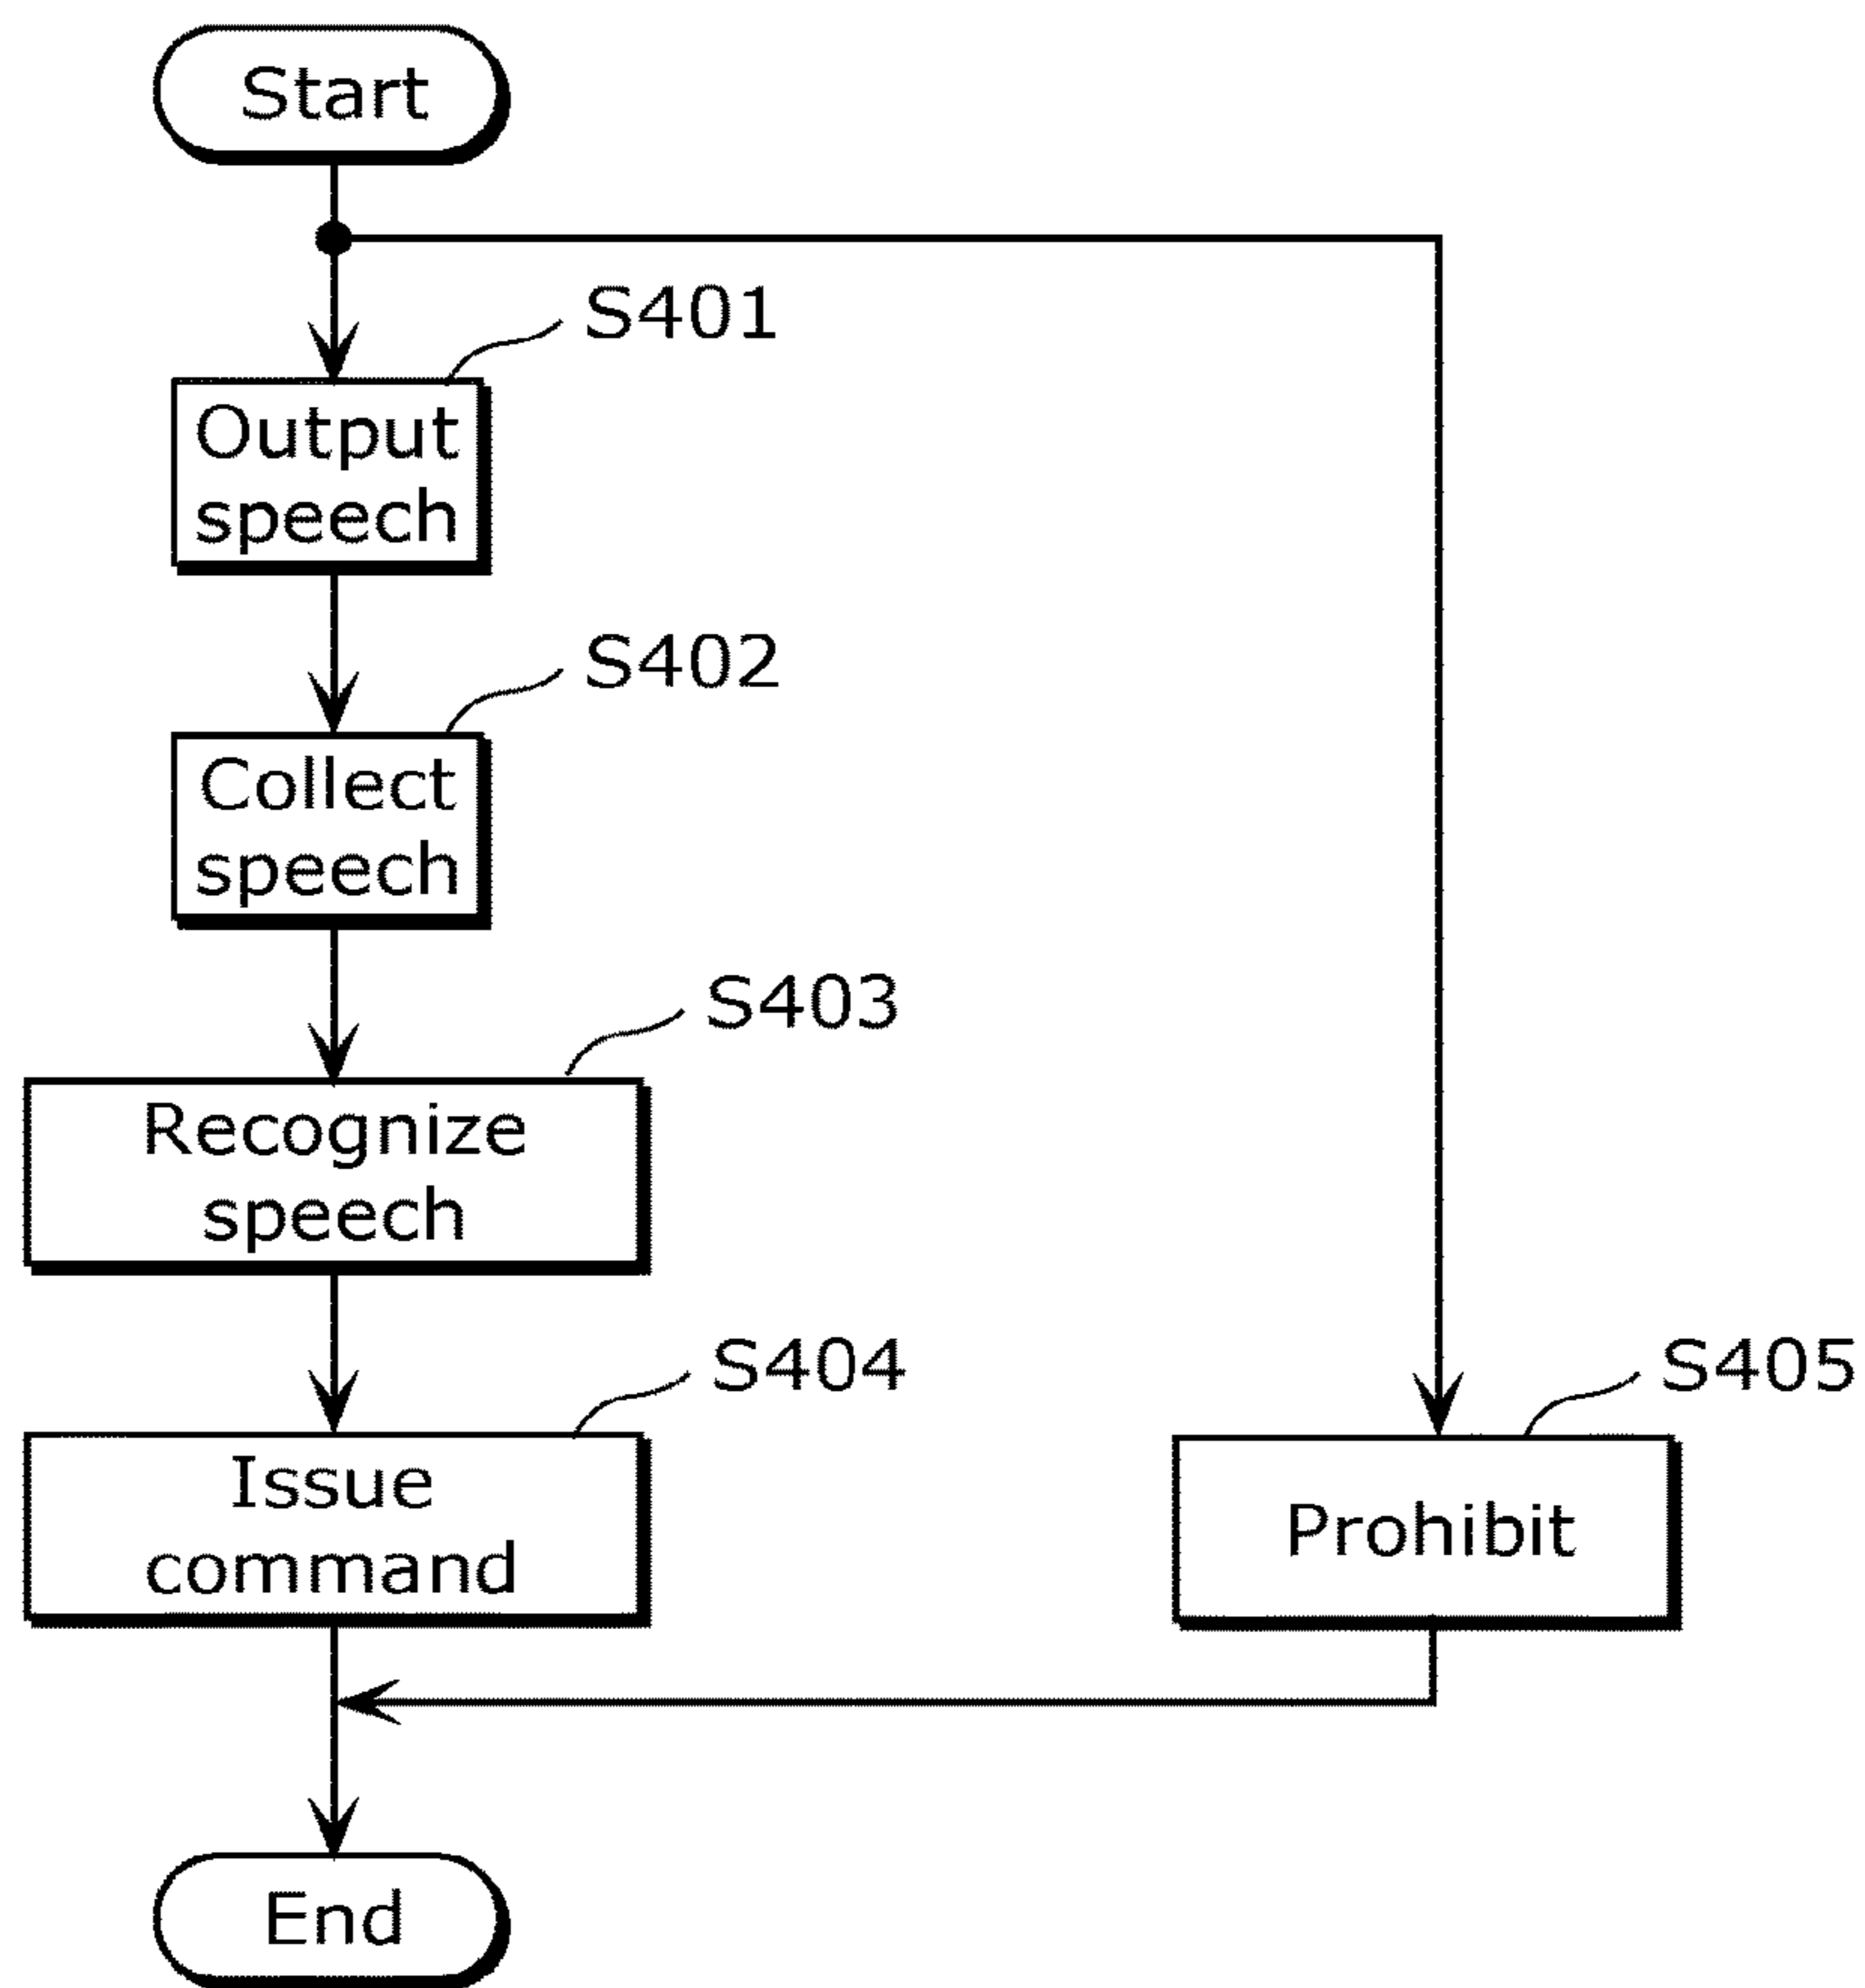 Start
S401
Output
speech
S402
Collect
speech
S403
Recognize
speech
S404
Issue
command
S405
Prohibit
End